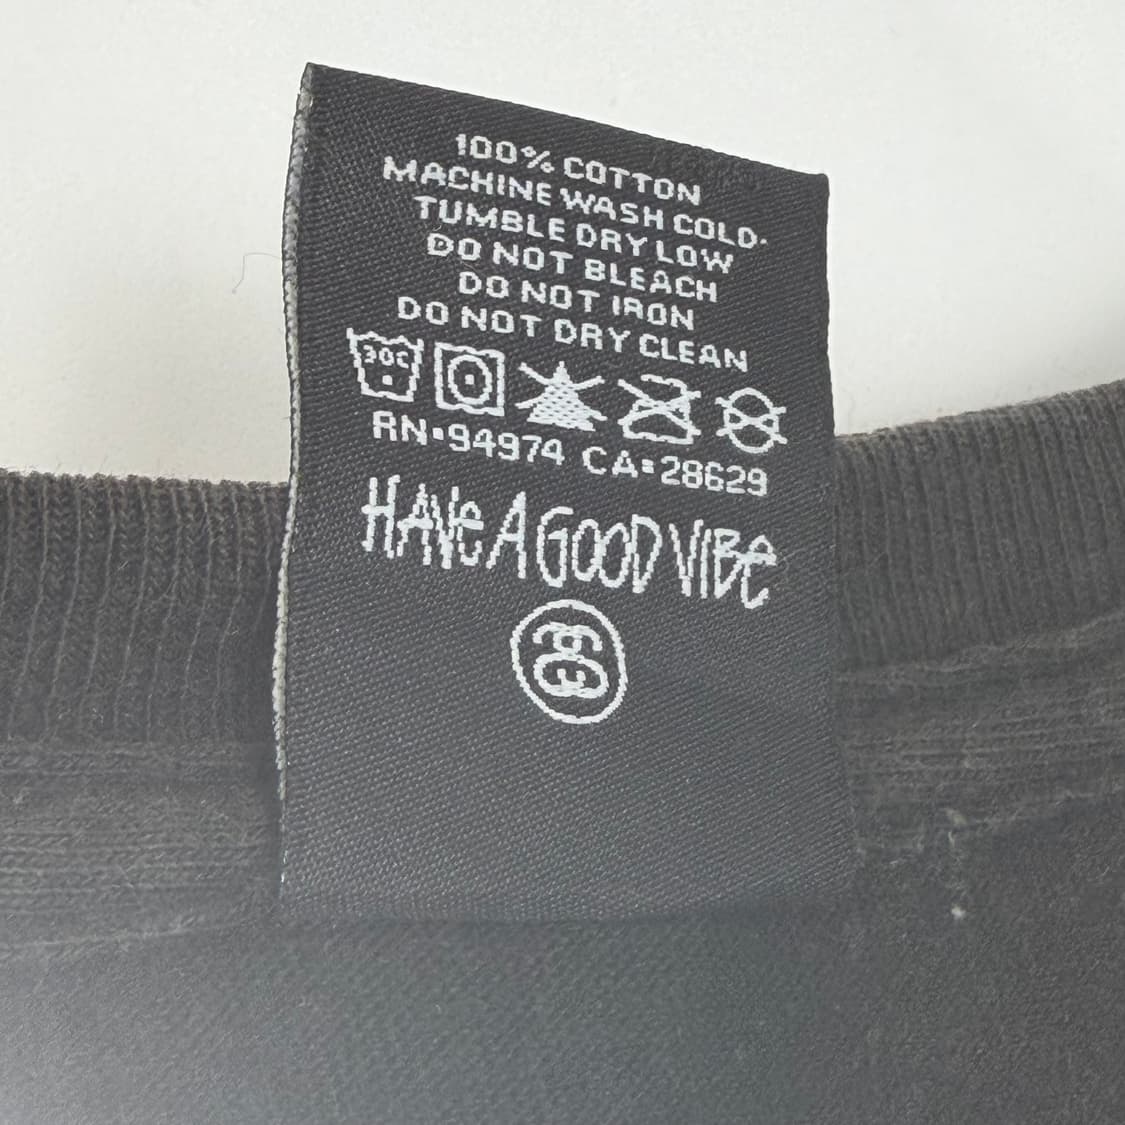 100% COTTON
MACHINE WASH COLD.
TUMBLE DRY LOW
DO NOT BLEACH
DO NOT IRON
DO NOT DRY CLEAN
30C
RN:94974 CA:28629
HAVE A GOOD VIBE